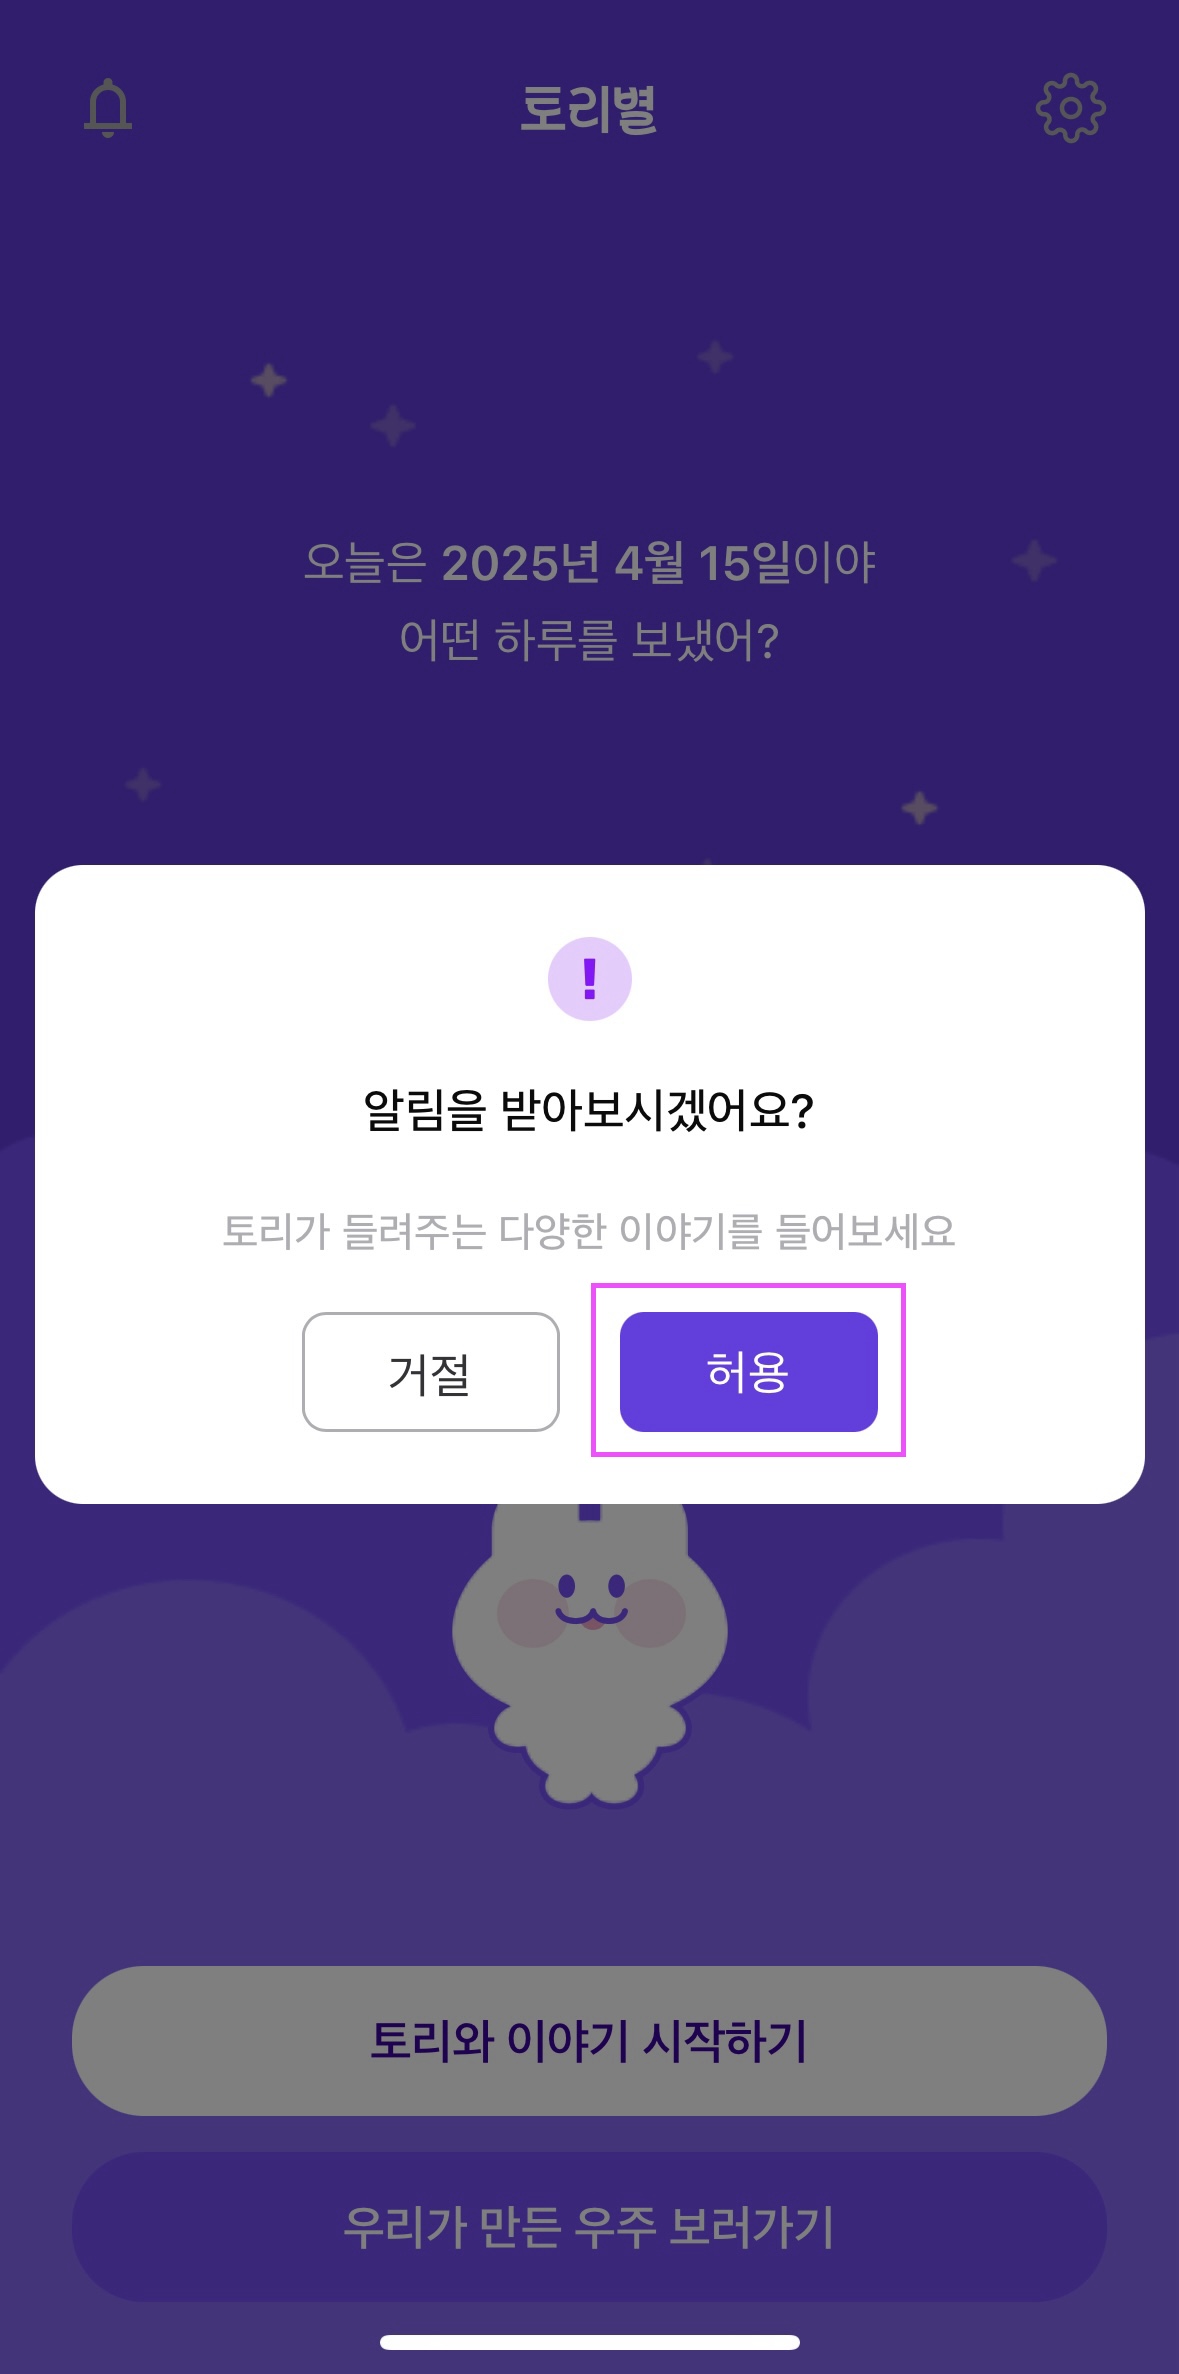 토리별
오늘은 2025년 4월 15일이야
어떤 하루를 보냈어?
!
알림을 받아보시겠어요?
토리가 들려주는 다양한 이야기를 들어보세요
거절
허용
토리와 이야기 시작하기
우리가 만든 우주 보러가기